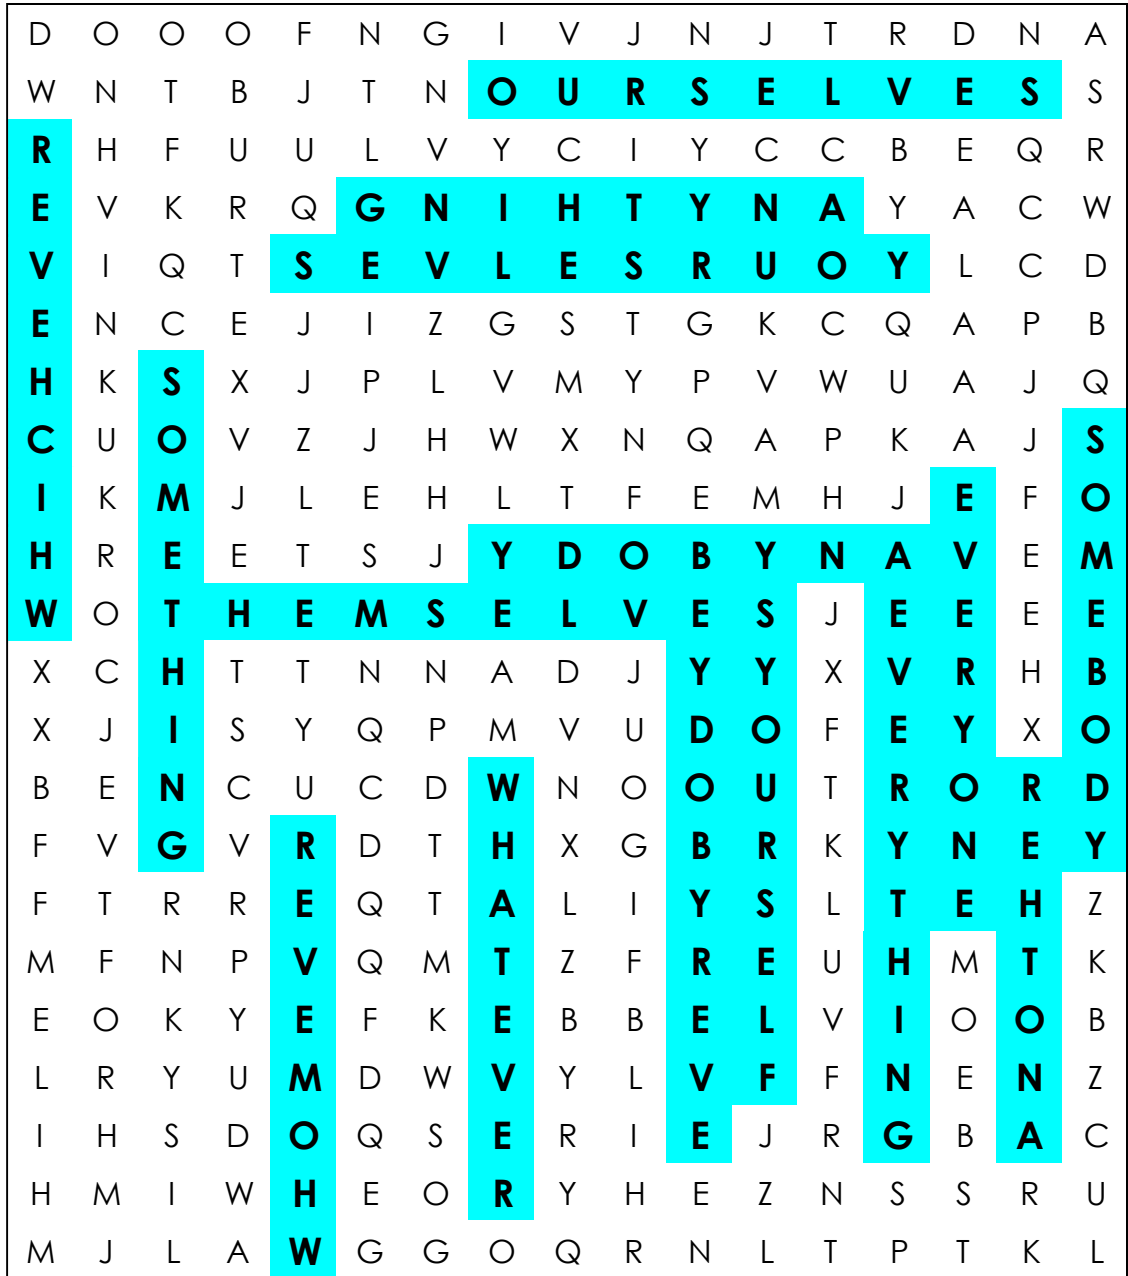 D O O O F N G I V J N J T R D N A
W N T B J T N O U R S E L V E S S
R H F U U L V Y C I Y C C B E Q R
E V K R Q G N I H T Y N A Y A C W
V I Q T S E V L E S R U O Y L C D
E N C E J I Z G S T G K C Q A P B
H K S X J P L V M Y P V W U A J Q
C U O V Z J H W X N Q A P K A J S
I K M J L E H L T F E M H J E F O
H R E E T S J Y D O B Y N A V E M
W O T H E M S E L V E S J E E E E
X C H T T N N A D J Y Y X V R H B
X J I S Y Q P M V U D O F E Y X O
B E N C U C D W N O O U T R O R D
F V G V R D T H X G B R K Y N E Y
F T R R E Q T A L I Y S L T E H Z
M F N P V Q M T Z F R E U H M T K
E O K Y E F K E B B E L V I O O B
L R Y U M D W V Y L V F F N E N Z
I H S D O Q S E R I E J R G B A C
H M I W H E O R Y H E Z N S S R U
M J L A W G G O Q R N L T P T K L